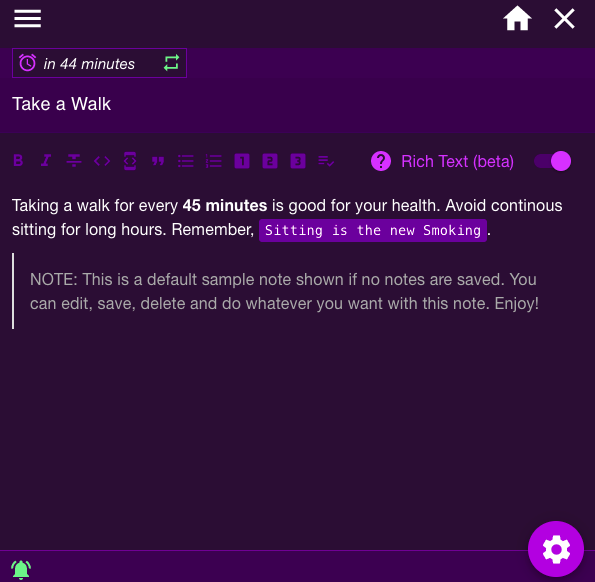 in 44 minutes
Take a Walk
B I <> 1 2 3 ? Rich Text (beta)
Taking a walk for every 45 minutes is good for your health. Avoid continous
sitting for long hours. Remember, Sitting is the new Smoking.
NOTE: This is a default sample note shown if no notes are saved. You
can edit, save, delete and do whatever you want with this note. Enjoy!